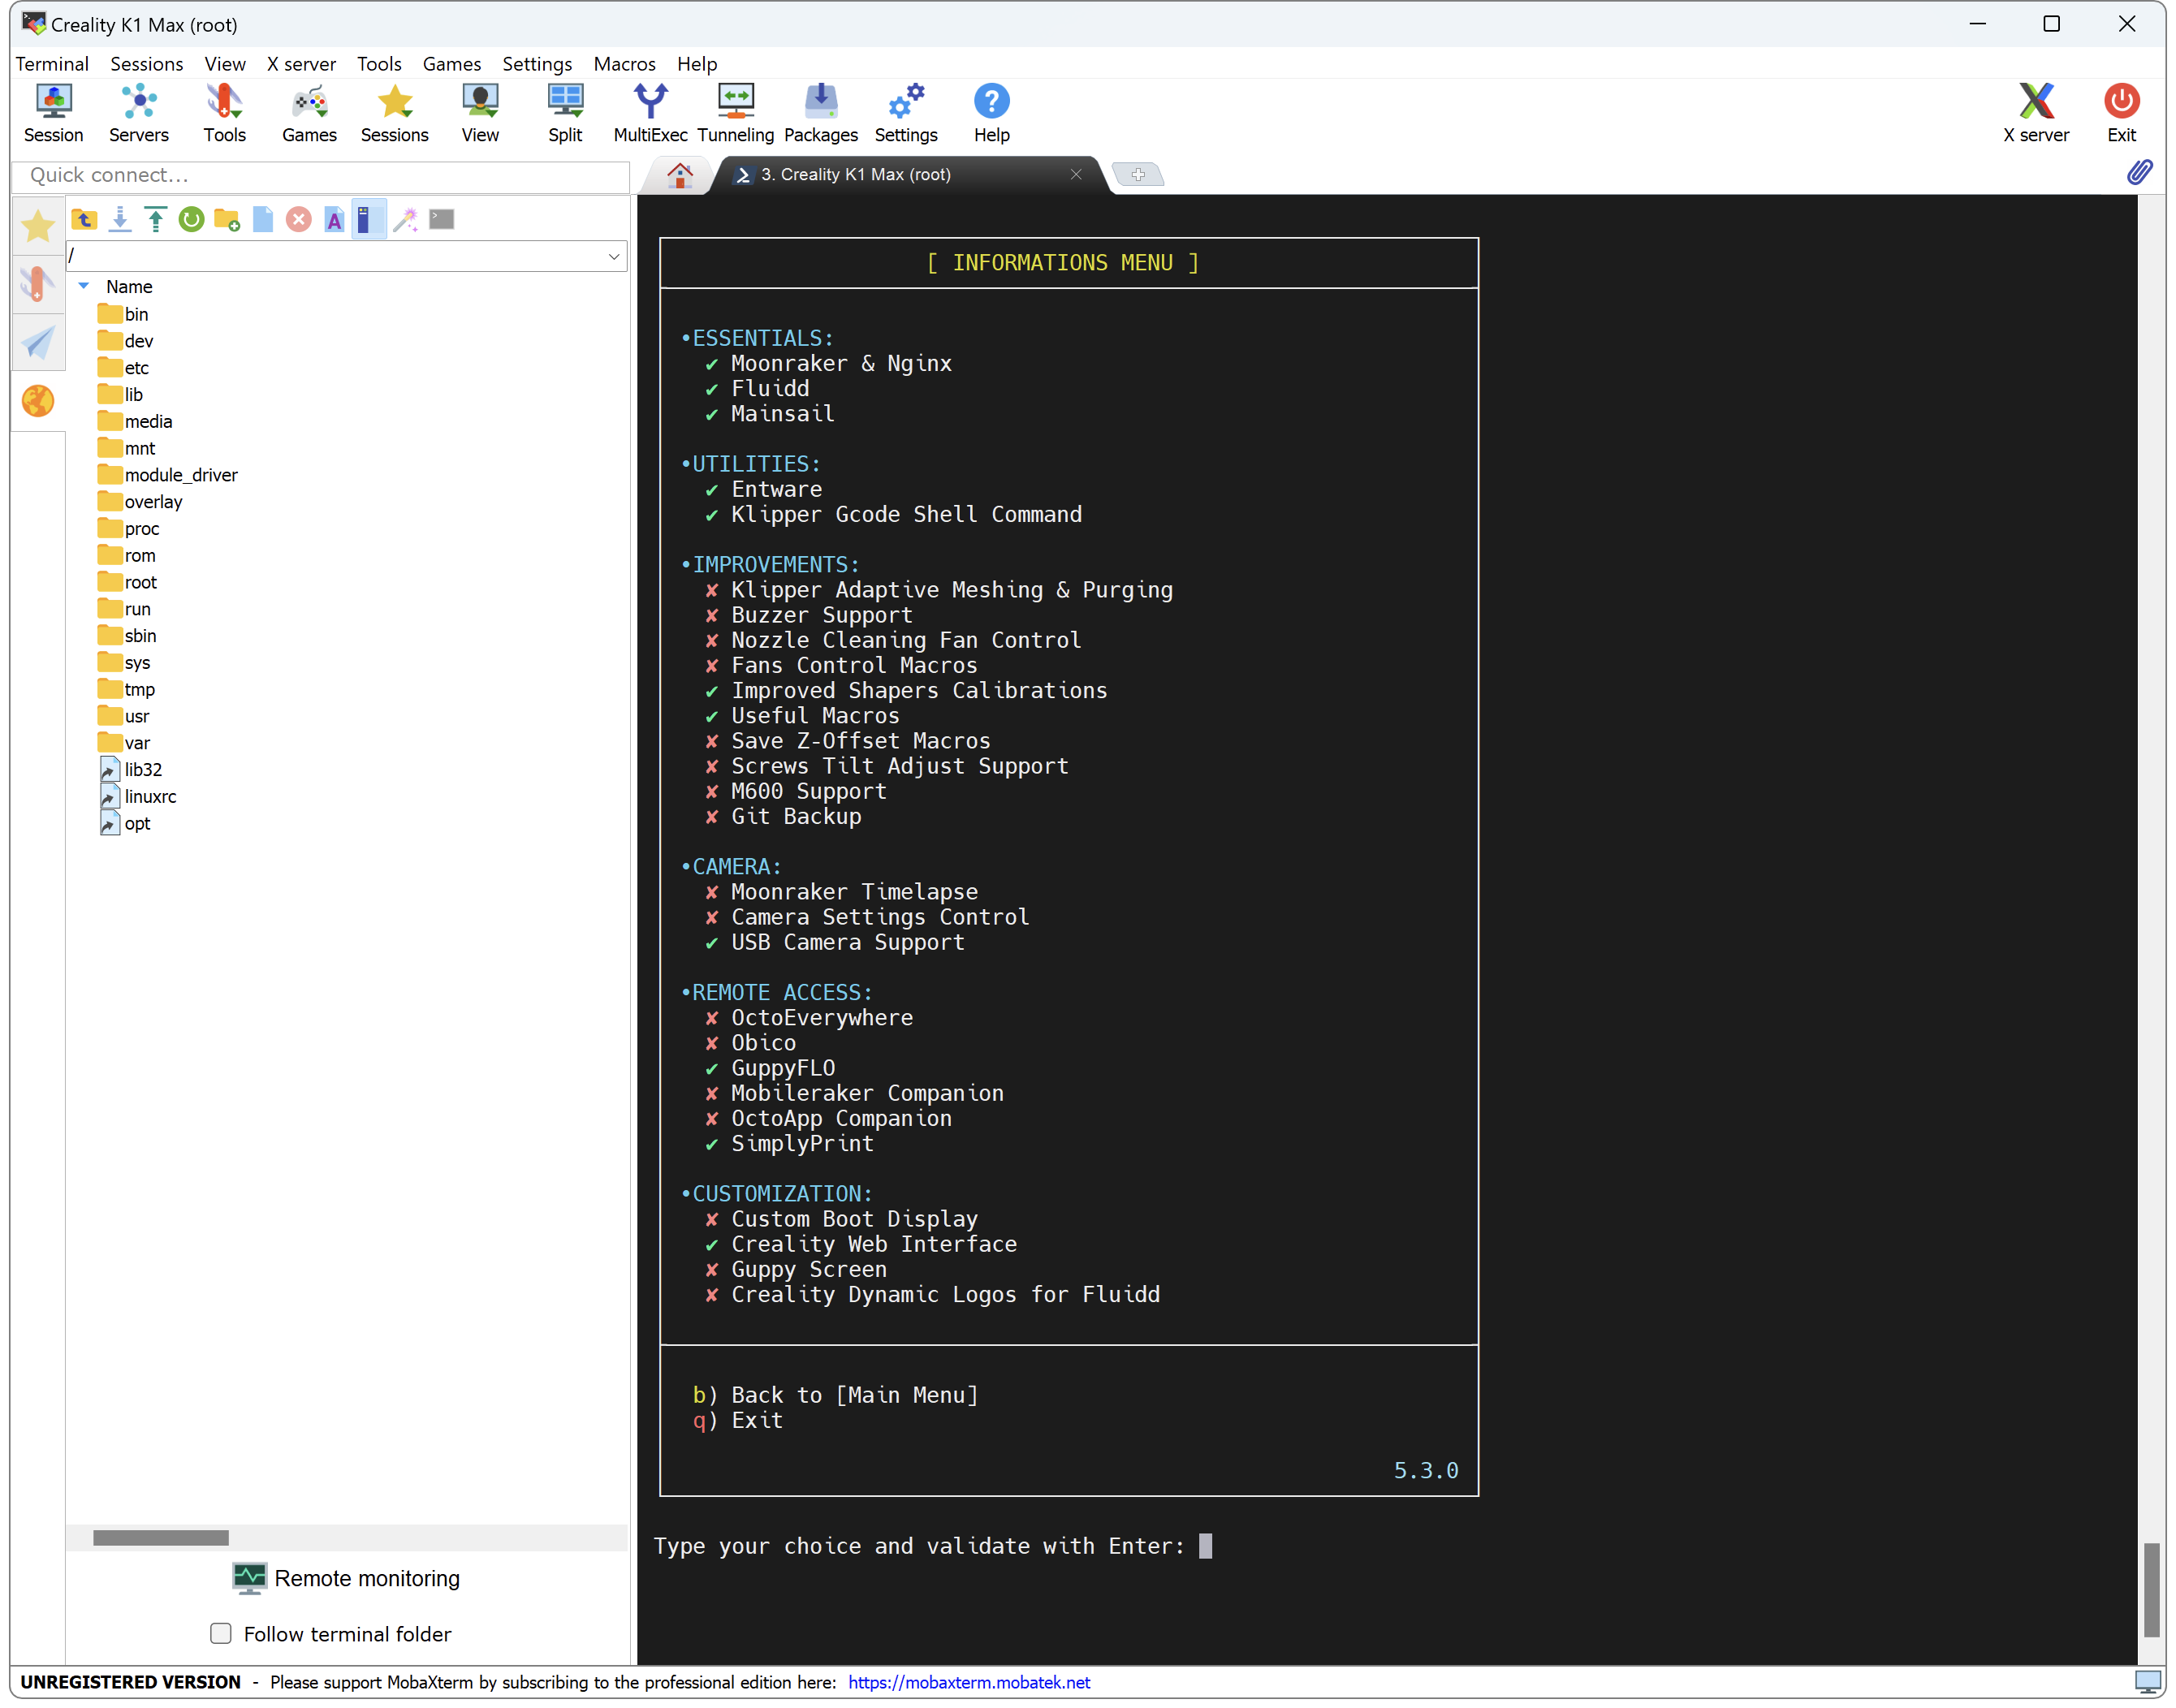 Creality K1 Max (root)
Terminal Sessions View X server Tools Games Settings Macros Help
Session Servers Tools Games Sessions View Split MultiExec Tunneling Packages Settings Help X server Exit
Quick connect...
3. Creality K1 Max (root)
/
Name
bin
dev
etc
lib
media
mnt
module_driver
overlay
proc
rom
root
run
sbin
sys
tmp
usr
var
lib32
linuxrc
opt
Remote monitoring
Follow terminal folder
[ INFORMATIONS MENU ]
•ESSENTIALS:
✔ Moonraker & Nginx
✔ Fluidd
✔ Mainsail
•UTILITIES:
✔ Entware
✔ Klipper Gcode Shell Command
•IMPROVEMENTS:
✘ Klipper Adaptive Meshing & Purging
✘ Buzzer Support
✘ Nozzle Cleaning Fan Control
✘ Fans Control Macros
✔ Improved Shapers Calibrations
✔ Useful Macros
✘ Save Z-Offset Macros
✘ Screws Tilt Adjust Support
✘ M600 Support
✘ Git Backup
•CAMERA:
✘ Moonraker Timelapse
✘ Camera Settings Control
✔ USB Camera Support
•REMOTE ACCESS:
✘ OctoEverywhere
✘ Obico
✔ GuppyFLO
✘ Mobileraker Companion
✘ OctoApp Companion
✔ SimplyPrint
•CUSTOMIZATION:
✘ Custom Boot Display
✔ Creality Web Interface
✘ Guppy Screen
✘ Creality Dynamic Logos for Fluidd
b) Back to [Main Menu]
q) Exit
5.3.0
Type your choice and validate with Enter:
UNREGISTERED VERSION - Please support MobaXterm by subscribing to the professional edition here: https://mobaxterm.mobatek.net